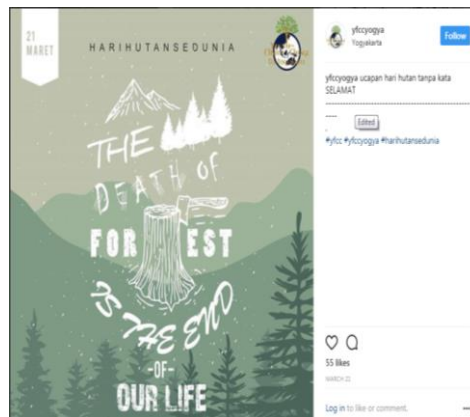 21
MARET
HARIHUTANSEDUNIA
THE
DEATH OF
FOR EST
IS THE END
-OF-
OUR LIFE
yfccyogya
Yogyakarta
Follow
yfccyogya ucapan hari hutan tanpa kata
SELAMAT
-----
.
Edited
#yfcc #yfccyogya #harihutansedunia
55 likes
MARCH 21
Log in to like or comment.